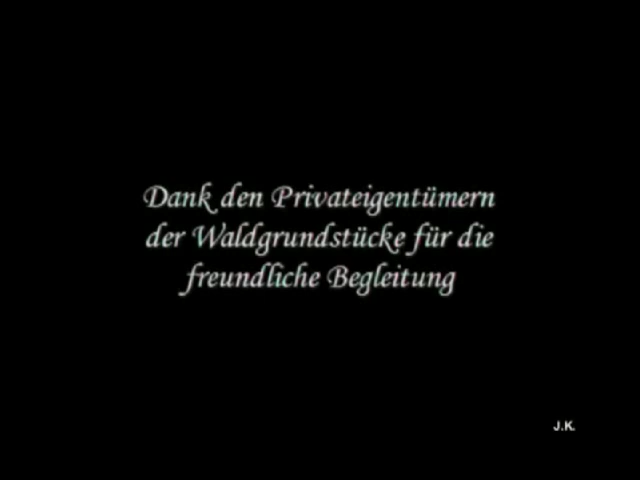 Dank den Privateigentümern
der Waldgrundstücke für die
freundliche Begleitung
J.K.